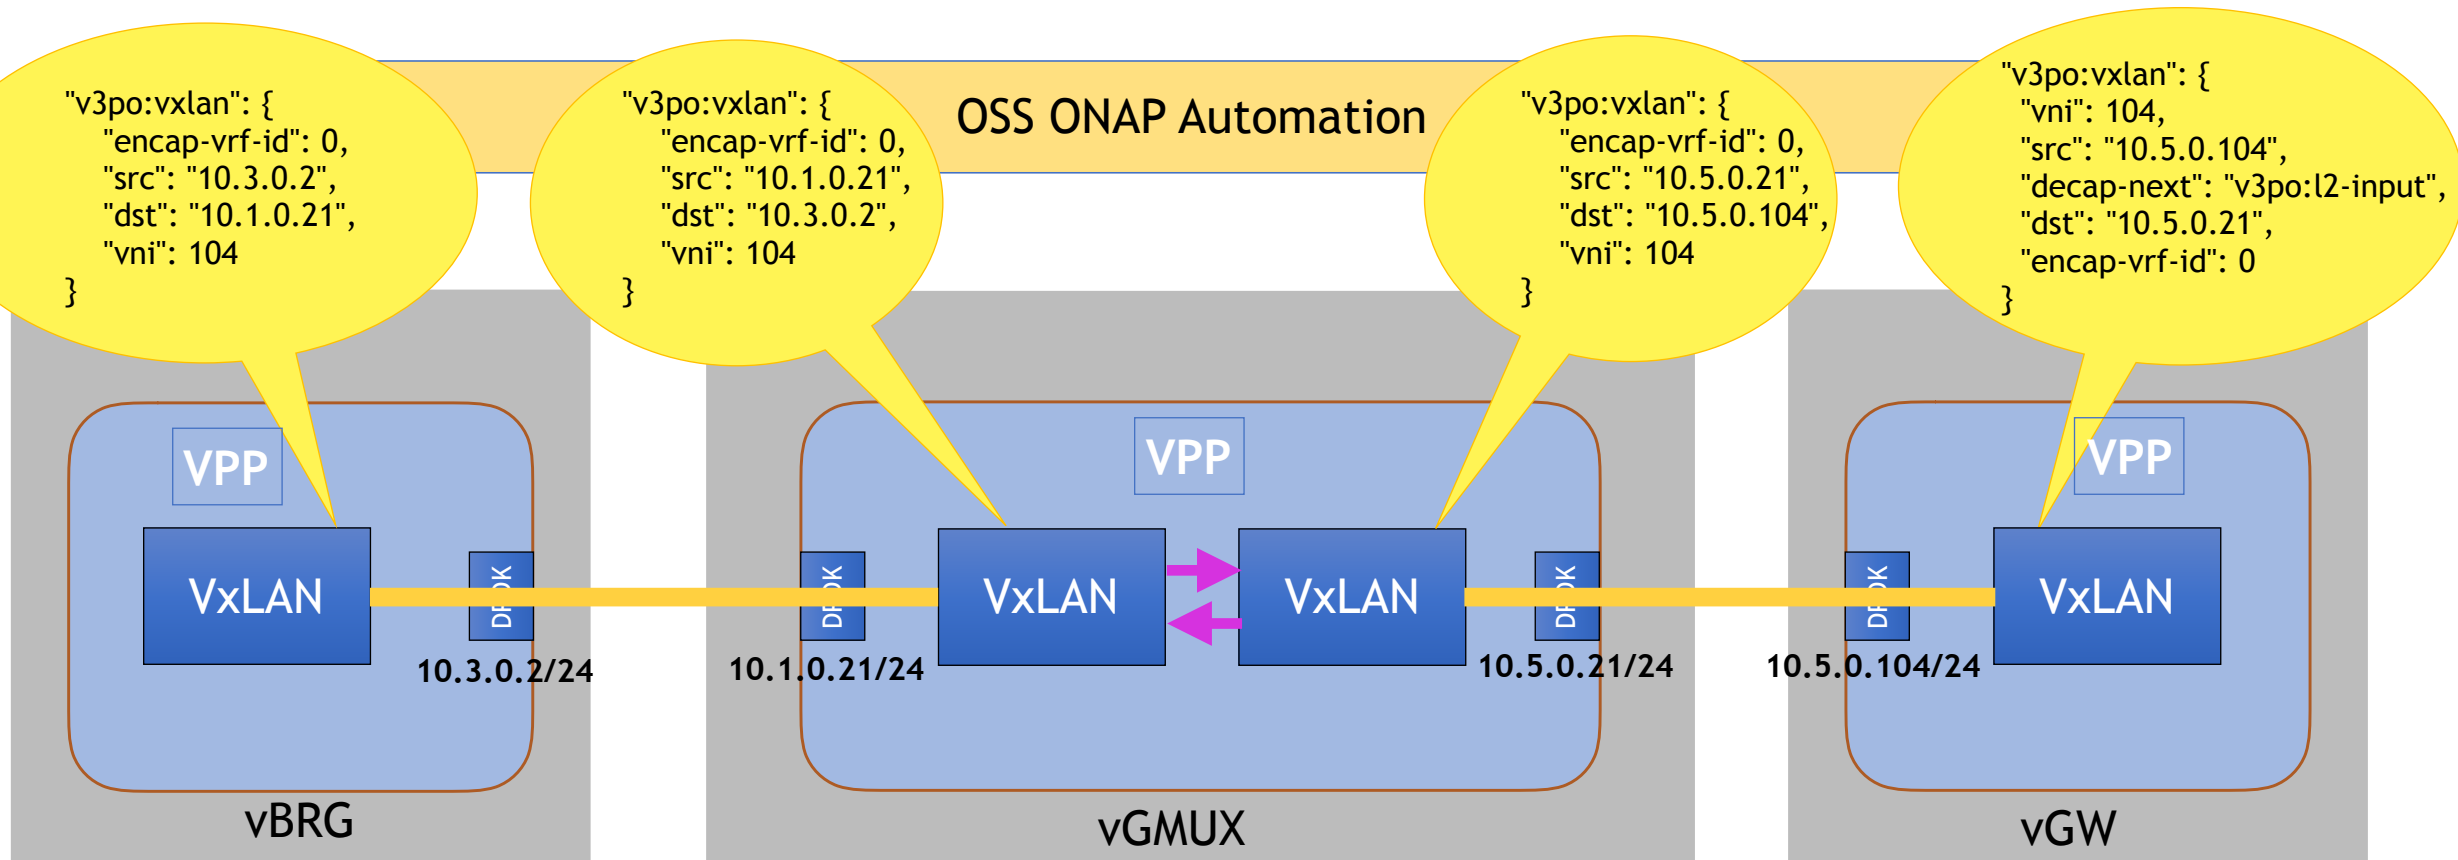 "v3po:vxlan": {
"encap-vrf-id": 0,
"src": "10.3.0.2",
"dst": "10.1.0.21",
"vni": 104
}
"v3po:vxlan": {
"encap-vrf-id": 0,
"src": "10.1.0.21",
"dst": "10.3.0.2",
"vni": 104
}
OSS ONAP Automation
"v3po:vxlan": {
"encap-vrf-id": 0,
"src": "10.5.0.21",
"dst": "10.5.0.104",
"vni": 104
}
"v3po:vxlan": {
"vni": 104,
"src": "10.5.0.104",
"decap-next": "v3po:l2-input",
"dst": "10.5.0.21",
"encap-vrf-id": 0
}
VPP
VxLAN
DPDK
10.3.0.2/24
vBRG
VPP
DPDK
10.1.0.21/24
VxLAN
VxLAN
DPDK
10.5.0.21/24
vGMUX
VPP
DPDK
10.5.0.104/24
VxLAN
vGW